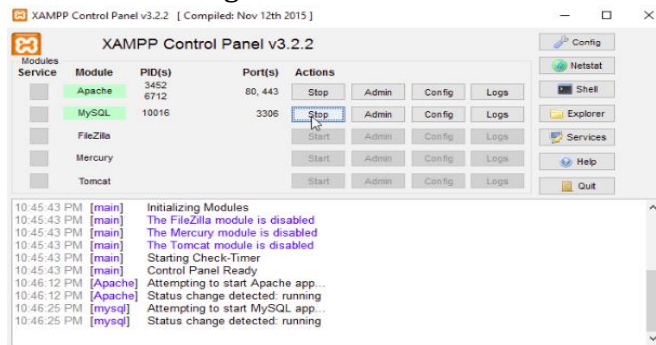 XAMPP Control Panel v3.2.2 [ Compiled: Nov 12th 2015 ]
XAMPP Control Panel v3.2.2
Config
Modules
Service Module PID(s) Port(s) Actions
Netstat
Apache 3452 6712 80, 443 Stop Admin Config Logs
Shell
MySQL 10016 3306 Stop Admin Config Logs
Explorer
FileZilla Start Admin Config Logs
Services
Mercury Start Admin Config Logs
Help
Tomcat Start Admin Config Logs
Quit
10:45:43 PM [main] Initializing Modules
10:45:43 PM [main] The FileZilla module is disabled
10:45:43 PM [main] The Mercury module is disabled
10:45:43 PM [main] The Tomcat module is disabled
10:45:43 PM [main] Starting Check-Timer
10:45:43 PM [main] Control Panel Ready
10:46:12 PM [Apache] Attempting to start Apache app...
10:46:12 PM [Apache] Status change detected: running
10:46:25 PM [mysql] Attempting to start MySQL app...
10:46:25 PM [mysql] Status change detected: running